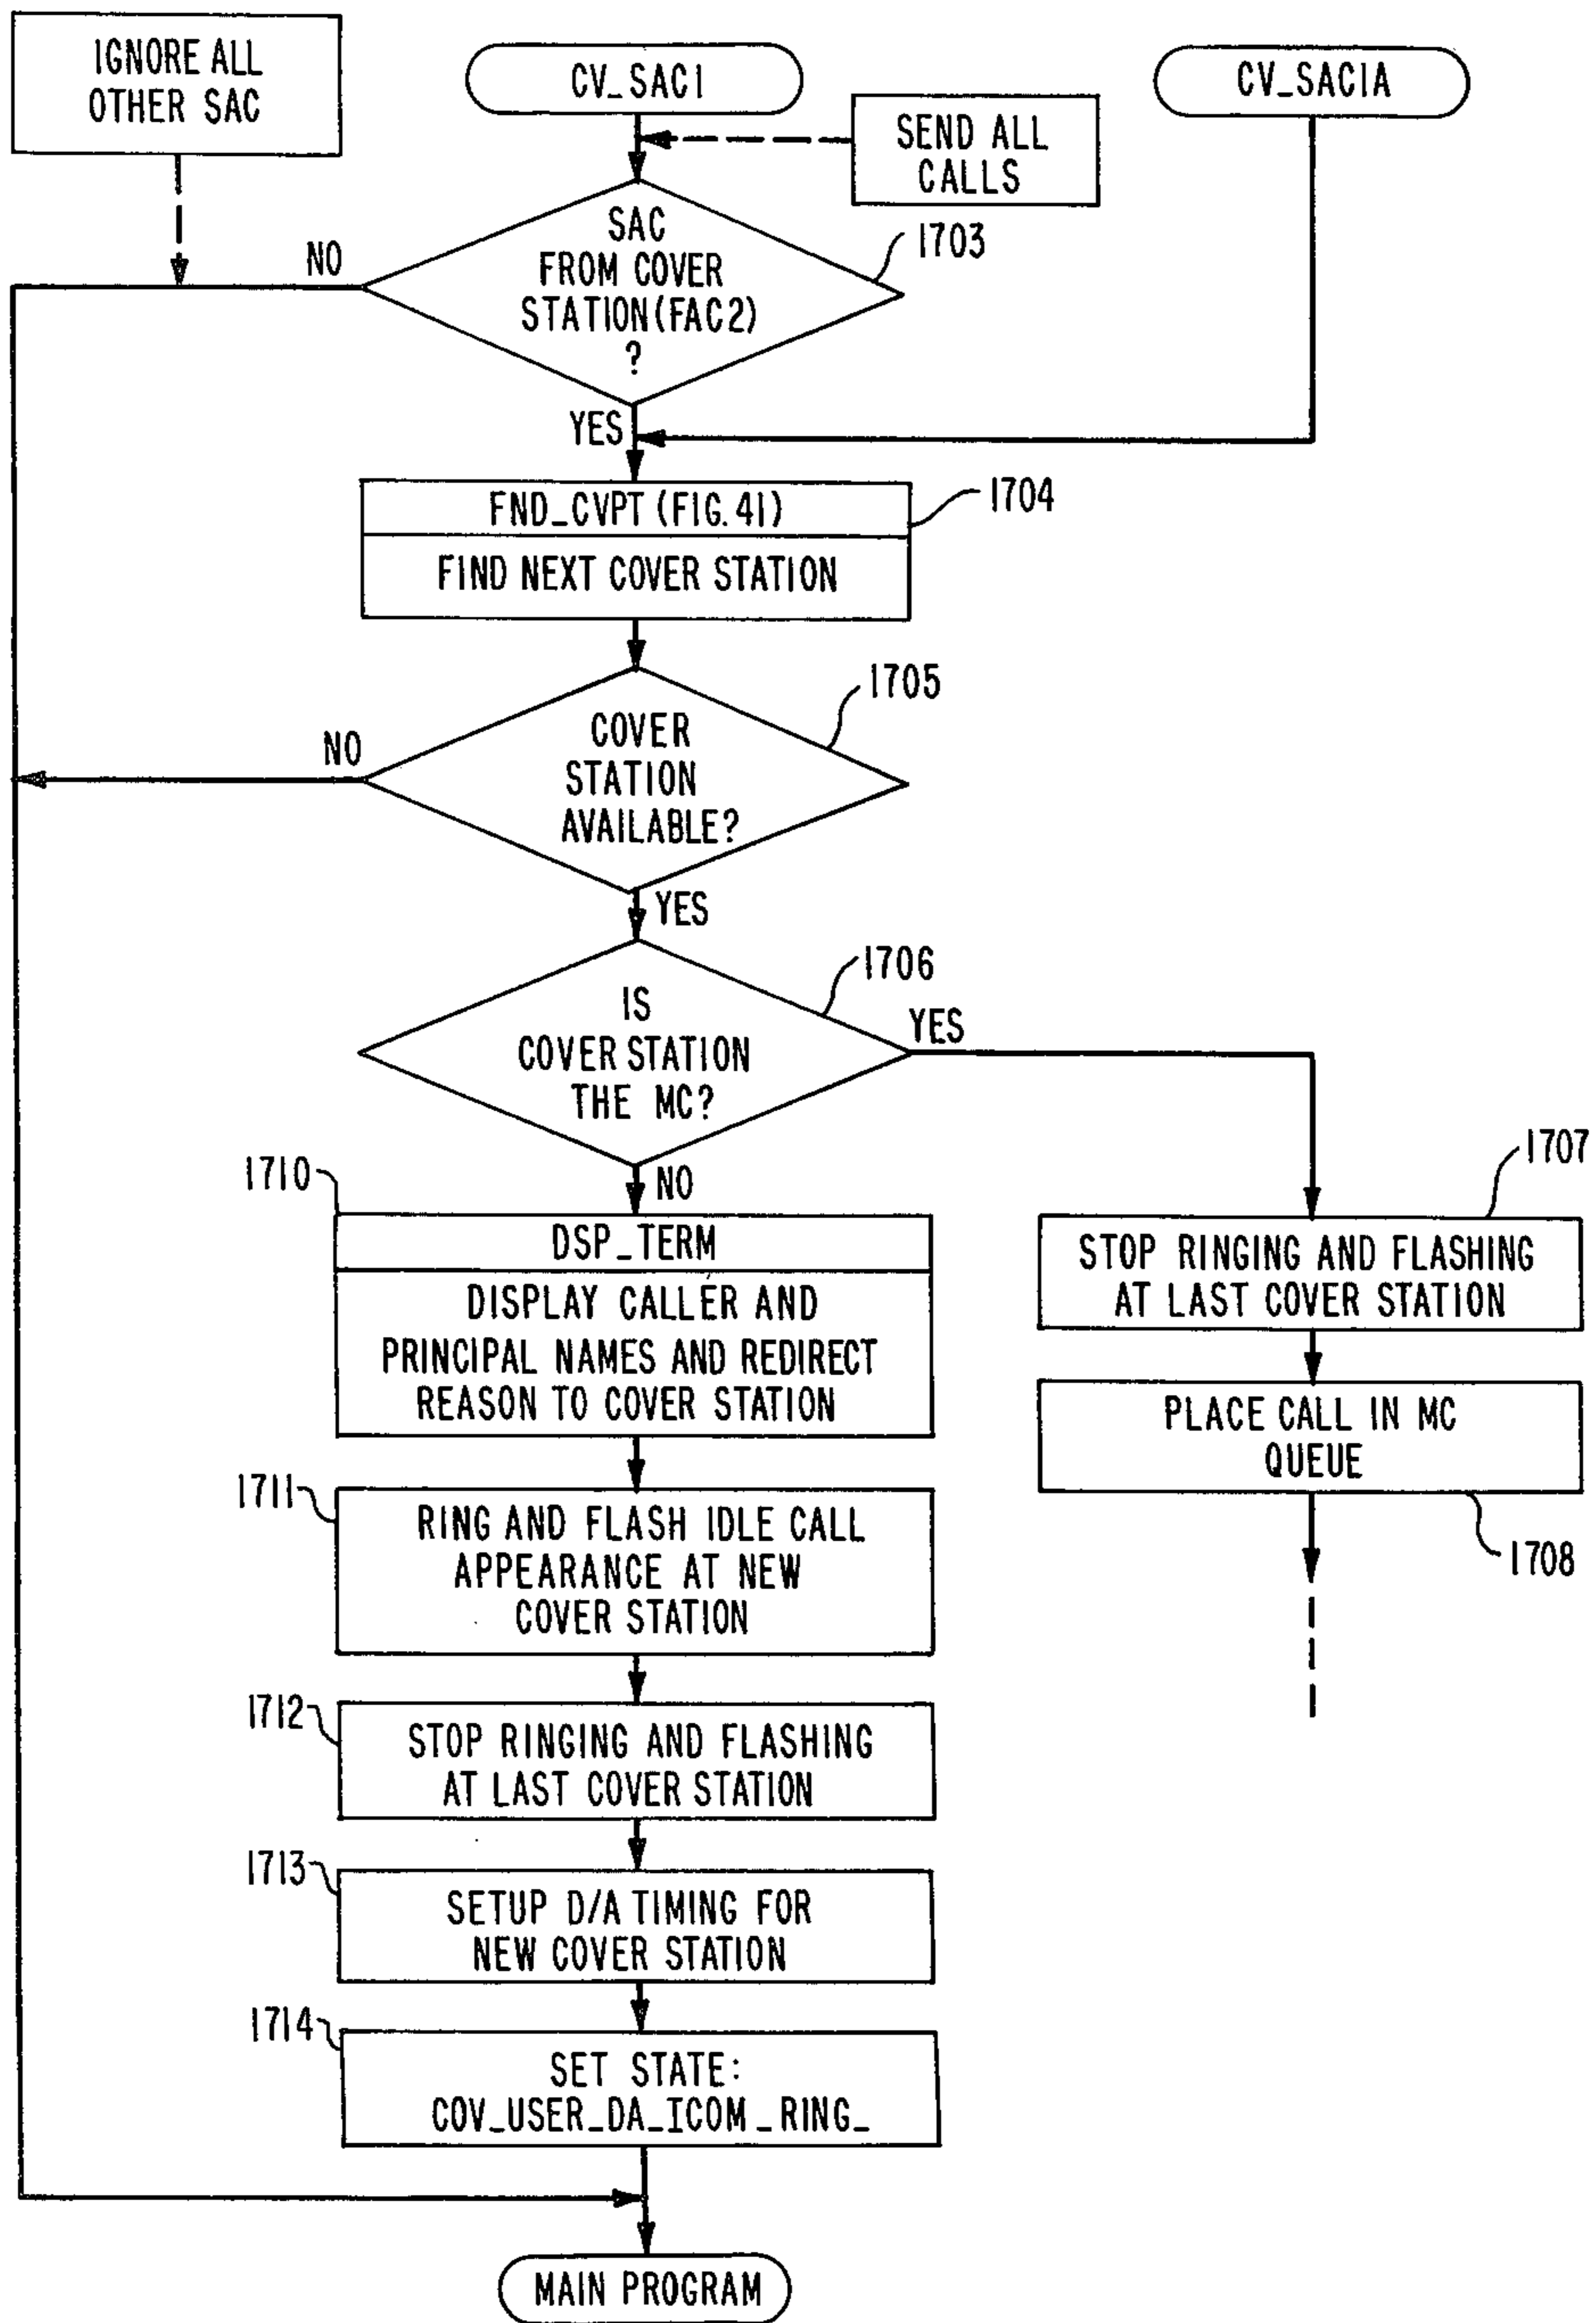 IGNORE ALL
OTHER SAC
CV_SAC1
CV_SAC1A
SEND ALL
CALLS
SAC
FROM COVER
STATION (FAC2)
?
1703
NO
YES
FND_CVPT (FIG. 41)
FIND NEXT COVER STATION
1704
COVER
STATION
AVAILABLE?
1705
NO
YES
IS
COVER STATION
THE MC?
1706
YES
NO
1707
STOP RINGING AND FLASHING
AT LAST COVER STATION
PLACE CALL IN MC
QUEUE
1708
1710
DSP_TERM
DISPLAY CALLER AND
PRINCIPAL NAMES AND REDIRECT
REASON TO COVER STATION
1711
RING AND FLASH IDLE CALL
APPEARANCE AT NEW
COVER STATION
1712
STOP RINGING AND FLASHING
AT LAST COVER STATION
1713
SETUP D/A TIMING FOR
NEW COVER STATION
1714
SET STATE:
COV_USER_DA_ICOM_RING_
MAIN PROGRAM